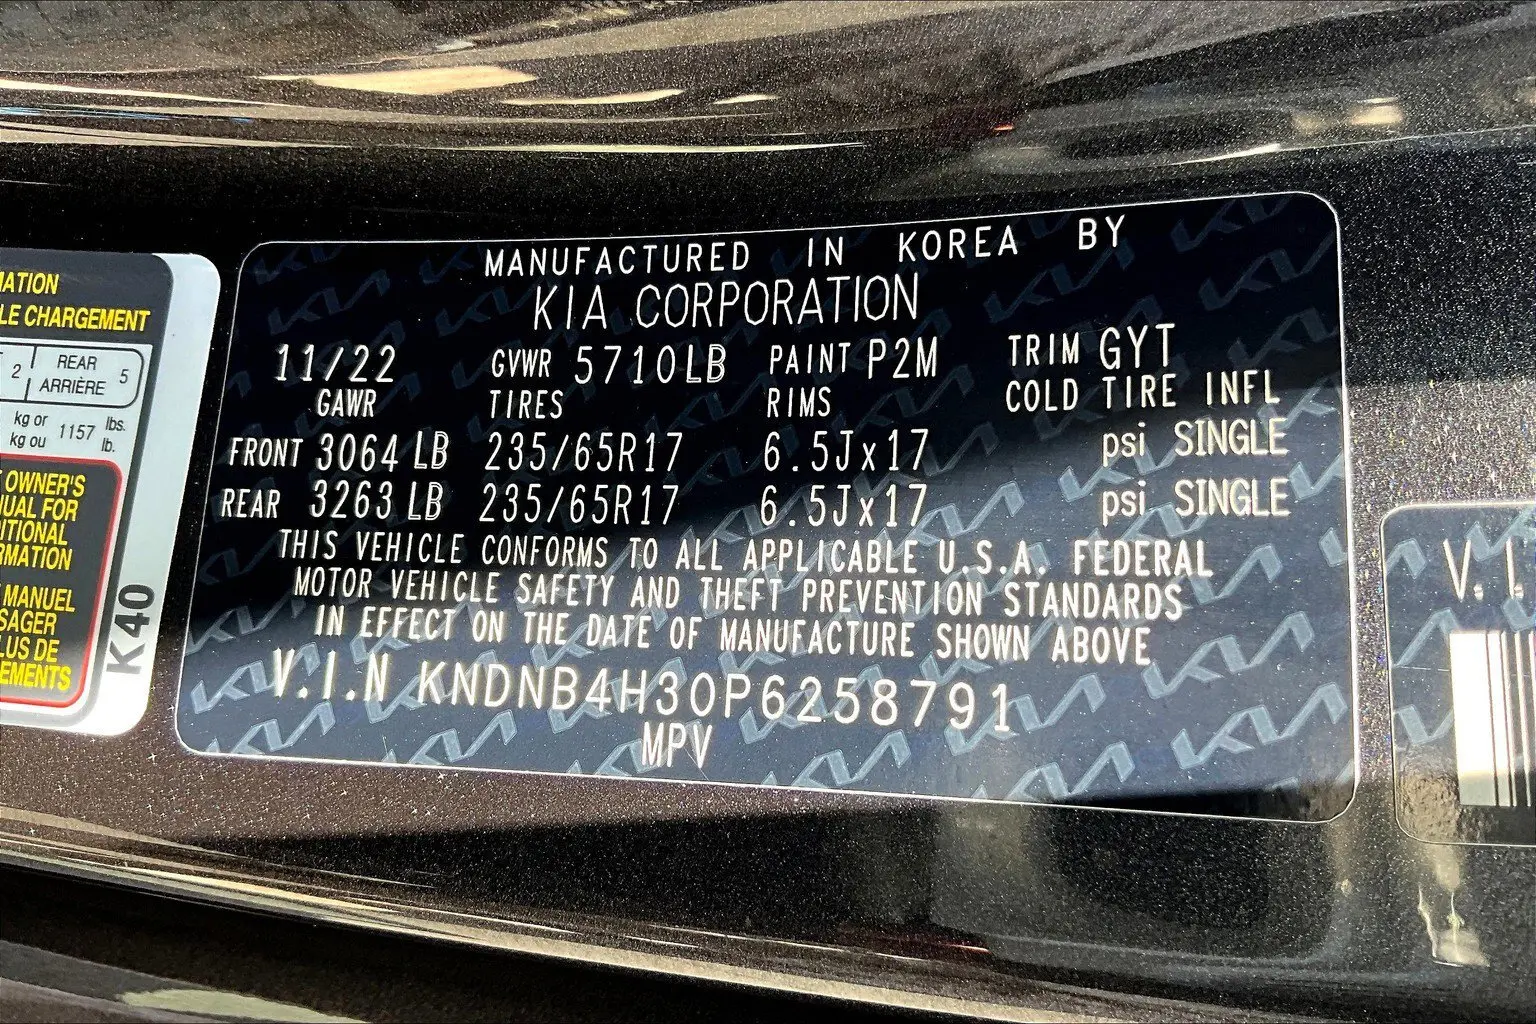 MANUFACTURED IN KOREA BY
KIA CORPORATION
11/22 GVWR 5710LB PAINT P2M TRIM GYT
GAWR TIRES RIMS COLD TIRE INFL
FRONT 3064 LB 235/65R17 6.5Jx17 psi SINGLE
REAR 3263 LB 235/65R17 6.5Jx17 psi SINGLE
THIS VEHICLE CONFORMS TO ALL APPLICABLE U.S.A. FEDERAL
MOTOR VEHICLE SAFETY AND THEFT PREVENTION STANDARDS
IN EFFECT ON THE DATE OF MANUFACTURE SHOWN ABOVE
V.I.N KNDNB4H30P6258791
MPV
MATION
LE CHARGEMENT
2 REAR 5
ARRIÈRE
kg or lbs.
kg ou 1157 lb.
OWNER'S
UAL FOR
ITIONAL
RMATION
MANUEL
SAGER
LUS DE
EMENTS
K40
V. I.